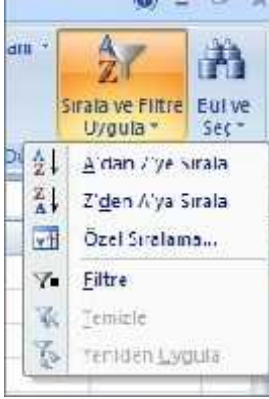 Sırala ve Filtre Bul ve
Uygula Seç
A'dan Z'ye Sırala
Z'den A'ya Sırala
Özel Sıralama...
Filtre
Temizle
Yeniden Uygula